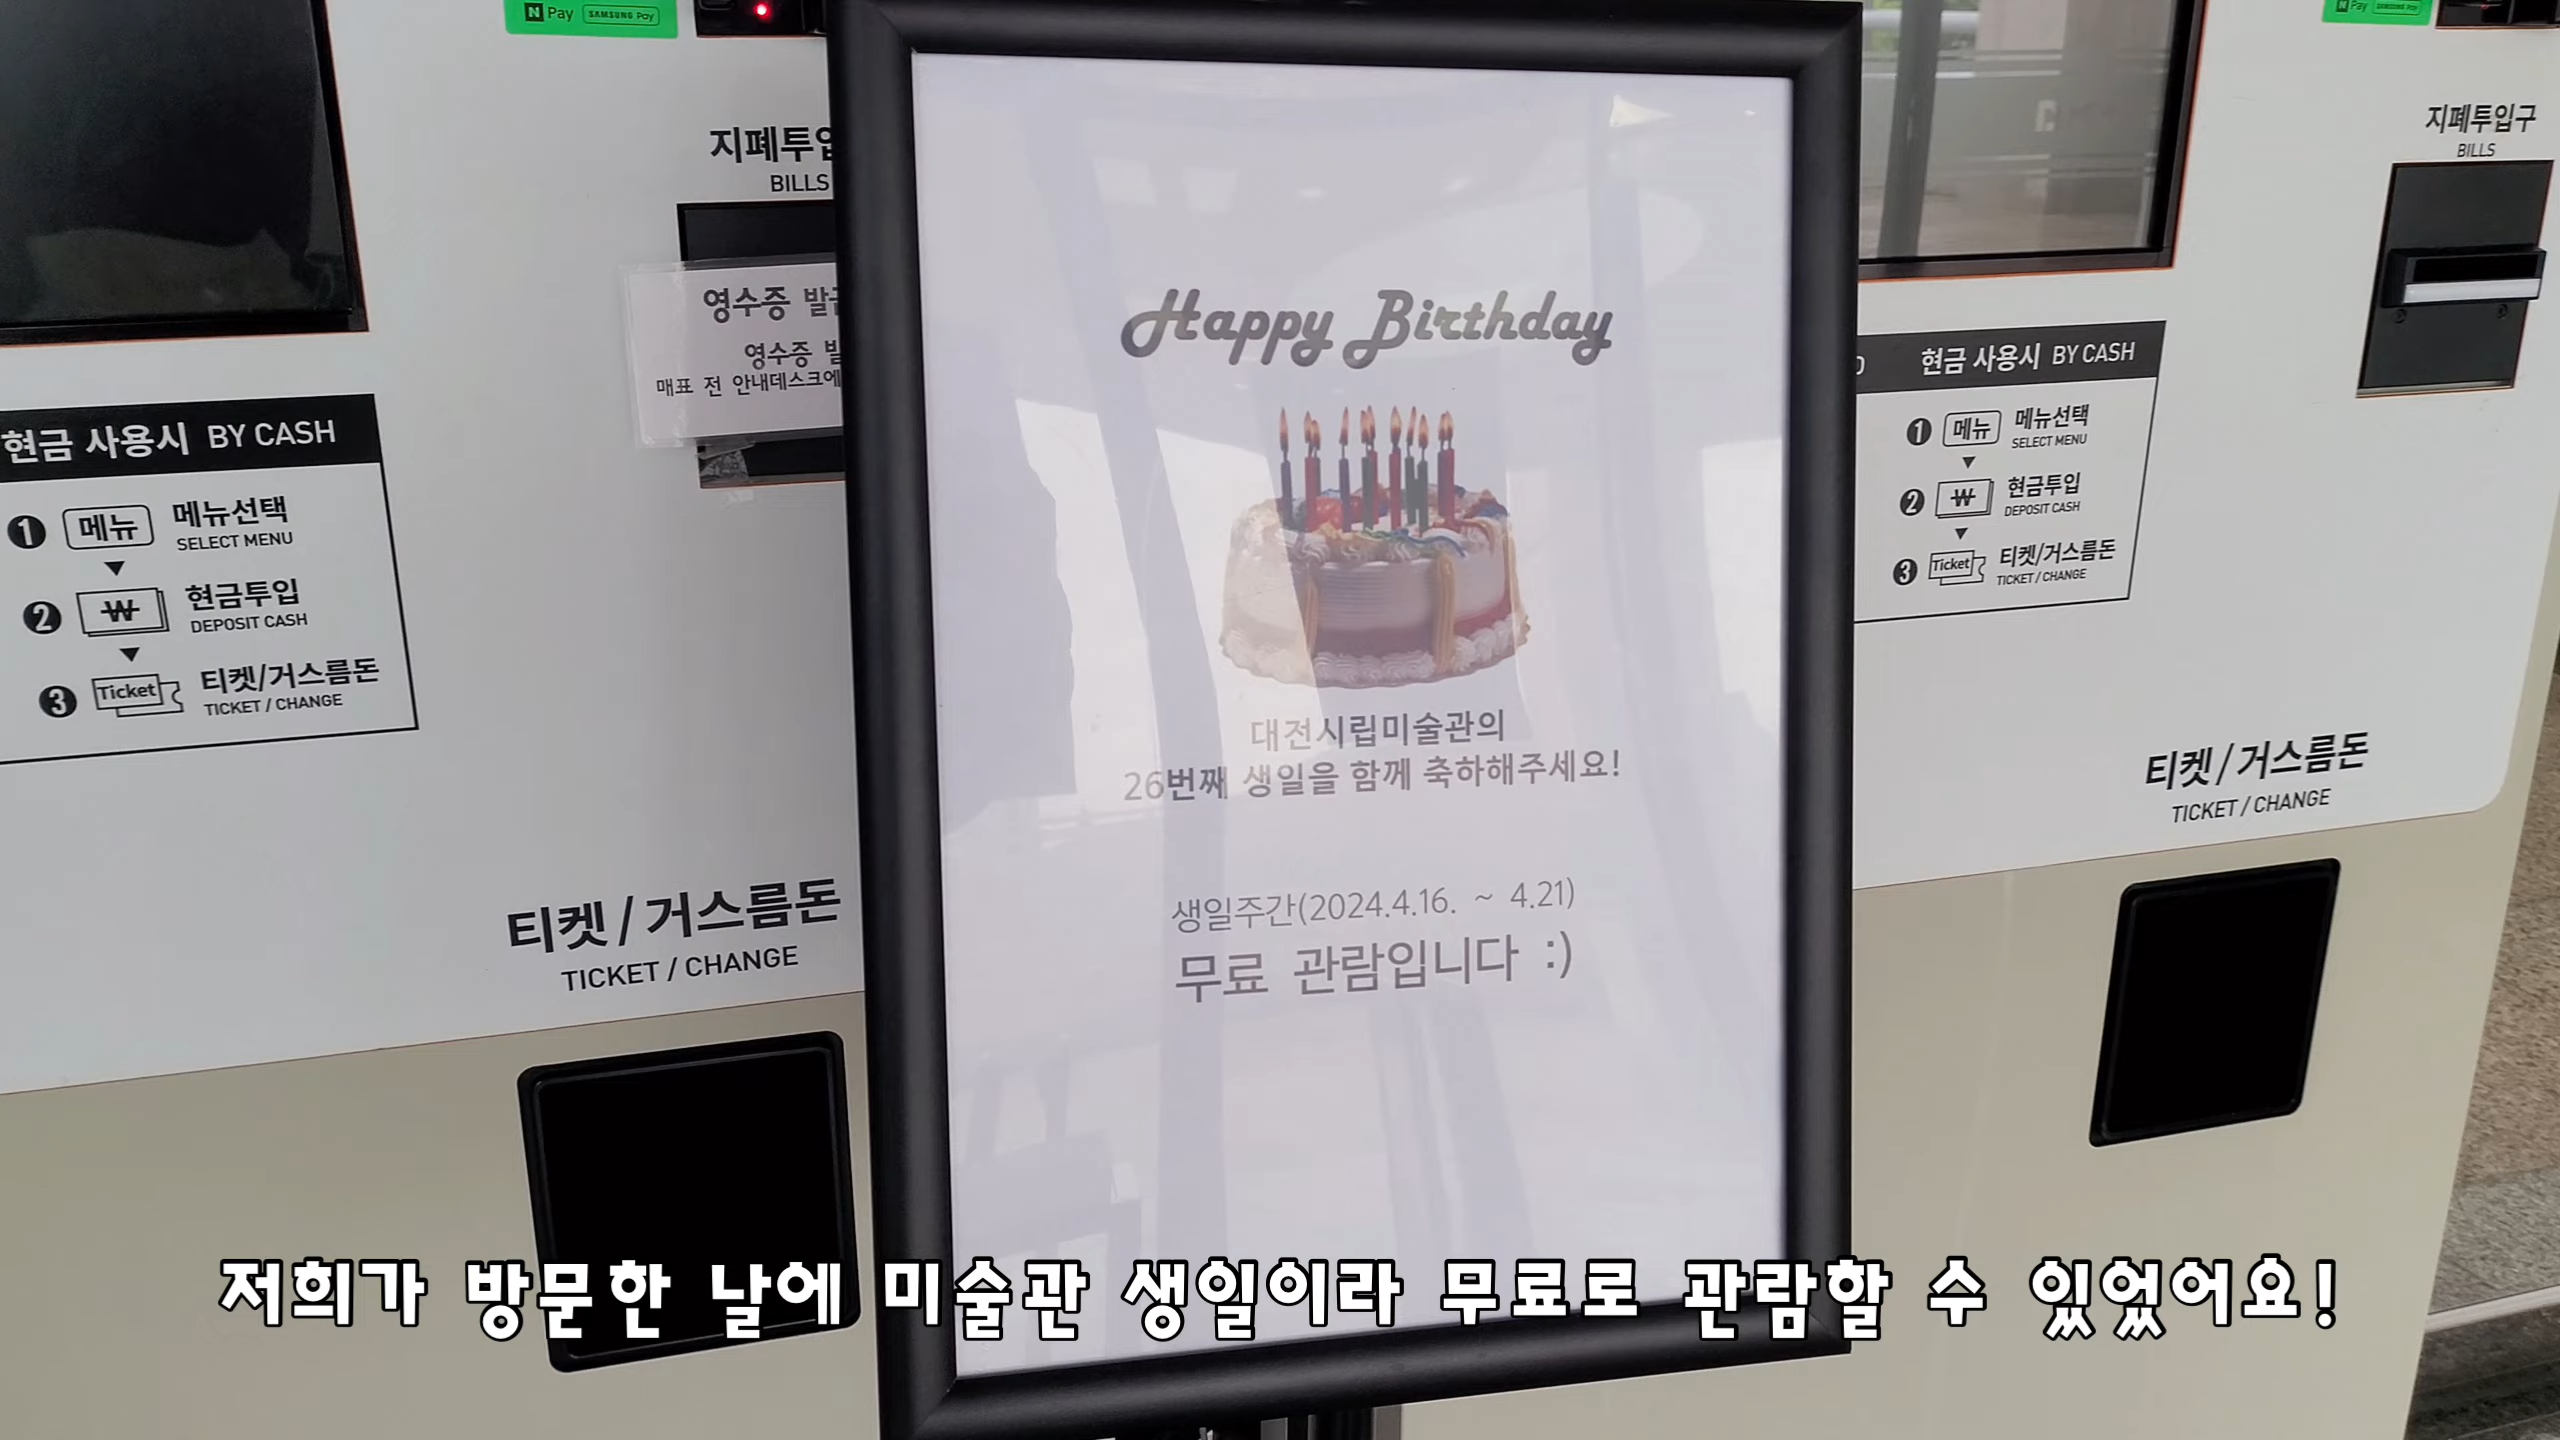 N Pay SAMSUNG Pay
N Pay SAMSUNG Pay
지폐투입
BILLS
지폐투입구
BILLS
영수증
영수증
매표 전 안내데스크에
현금 사용시 BY CASH
1 메뉴 메뉴선택
SELECT MENU
2 ₩ 현금투입
DEPOSIT CASH
3 Ticket 티켓/거스름돈
TICKET / CHANGE
티켓 / 거스름돈
TICKET / CHANGE
Happy Birthday
대전시립미술관의
26번째 생일을 함께 축하해주세요!
생일주간(2024.4.16. ~ 4.21)
무료 관람입니다 :)
현금 사용시 BY CASH
1 메뉴 메뉴선택
SELECT MENU
2 ₩ 현금투입
DEPOSIT CASH
3 Ticket 티켓/거스름돈
TICKET / CHANGE
티켓 / 거스름돈
TICKET / CHANGE
저희가 방문한 날에 미술관 생일이라 무료로 관람할 수 있었어요!